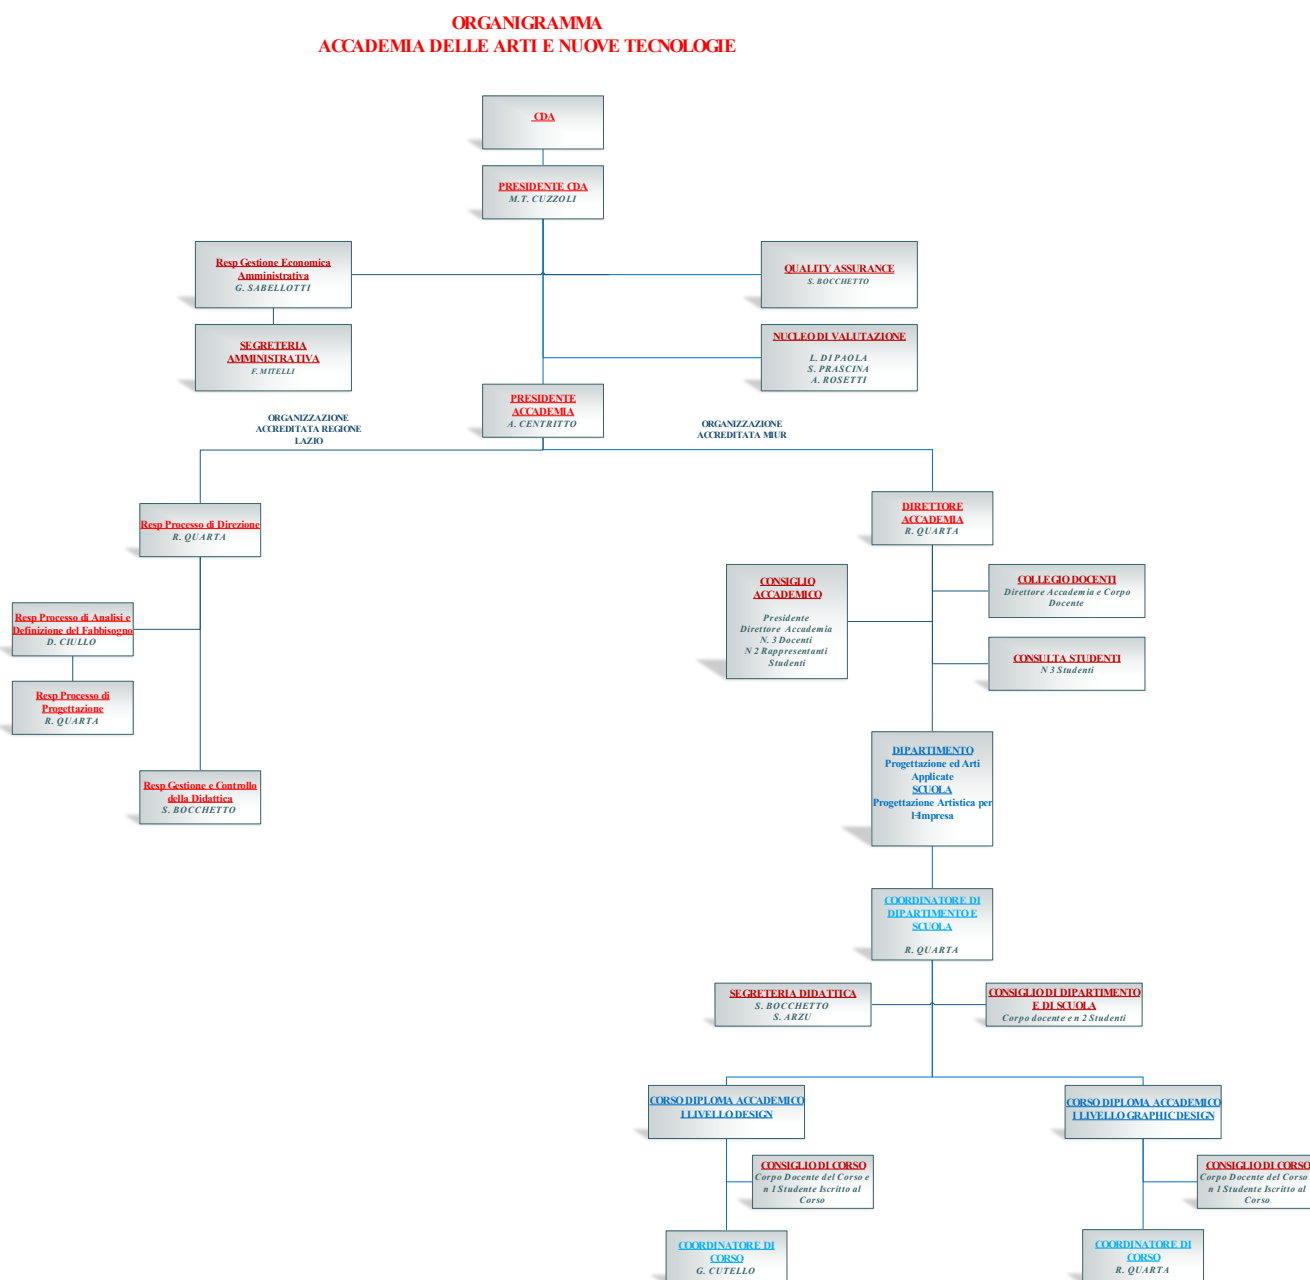 ORGANIGRAMMA
ACCADEMIA DELLE ARTI E NUOVE TECNOLOGIE
CDA
PRESIDENTE CDA
M.T. CUZZOLI
Resp Gestione Economica
Amministrativa
G. SABELLOTTI
QUALITY ASSURANCE
S. BOCCHETTO
SEGRETERIA
AMMINISTRATIVA
F. MITELLI
NUCLEO DI VALUTAZIONE
L. DI PAOLA
S. PRASCINA
A. ROSETTI
PRESIDENTE
ACCADEMIA
A. CENTRITTO
ORGANIZZAZIONE
ACCREDITATA REGIONE
LAZIO
ORGANIZZAZIONE
ACCREDITATA MIUR
Resp Processo di Direzione
R. QUARTA
DIRETTORE
ACCADEMIA
R. QUARTA
CONSIGLIO
ACCADEMICO
Presidente
Direttore Accademia
N. 3 Docenti
N 2 Rappresentanti
Studenti
COLLEGIO DOCENTI
Direttore Accademia e Corpo
Docente
Resp Processo di Analisi e
Definizione del Fabbisogno
D. CIULLO
CONSULTA STUDENTI
N 3 Studenti
Resp Processo di
Progettazione
R. QUARTA
Resp Gestione e Controllo
della Didattica
S. BOCCHETTO
DIPARTIMENTO
Progettazione ed Arti
Applicate
SCUOLA
Progettazione Artistica per
l'Impresa
COORDINATORE DI
DIPARTIMENTO E
SCUOLA
R. QUARTA
SEGRETERIA DIDATTICA
S. BOCCHETTO
S. ARZU
CONSIGLIO DI DIPARTIMENTO
E DI SCUOLA
Corpo docente e n 2 Studenti
CORSO DIPLOMA ACCADEMICO
I LIVELLO DESIGN
CORSO DIPLOMA ACCADEMICO
I LIVELLO GRAPHIC DESIGN
CONSIGLIO DI CORSO
Corpo Docente del Corso e
n 1 Studente Iscritto al
Corso
CONSIGLIO DI CORSO
Corpo Docente del Corso
n 1 Studente Iscritto al
Corso
COORDINATORE DI
CORSO
G. CUTELLO
COORDINATORE DI
CORSO
R. QUARTA